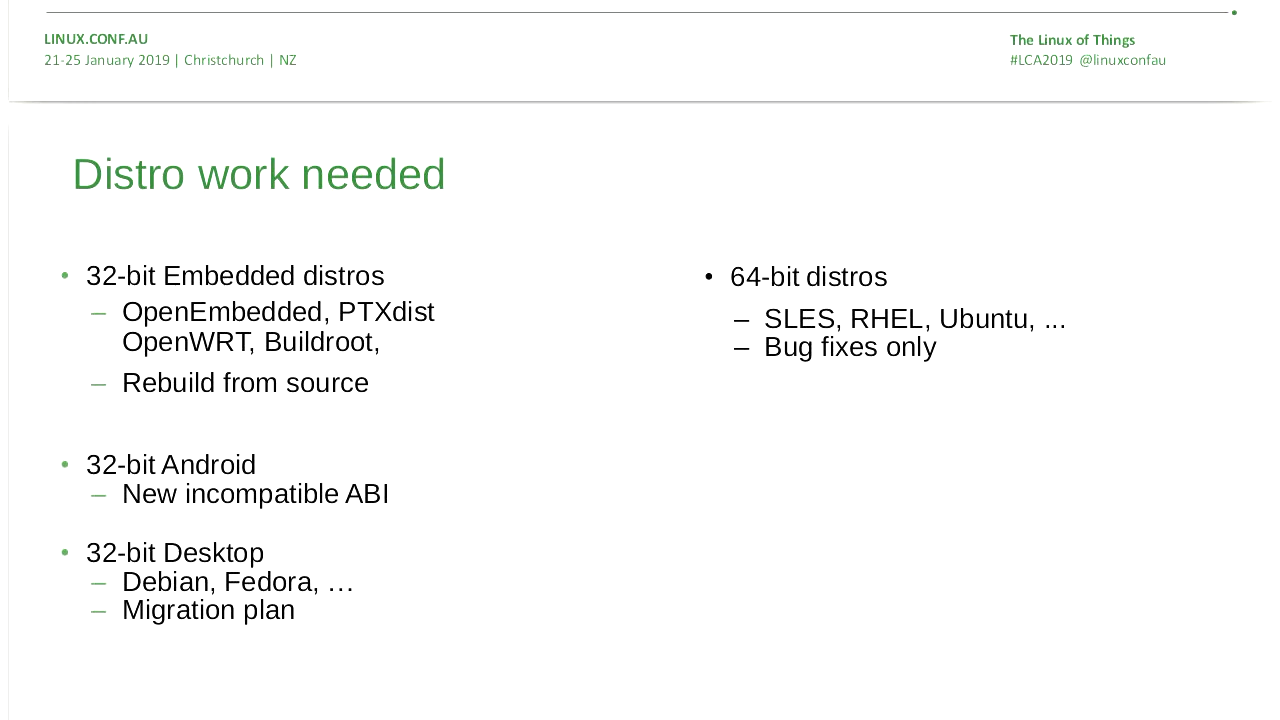 LINUX.CONF.AU
21-25 January 2019 | Christchurch | NZ
The Linux of Things
#LCA2019 @linuxconfau
Distro work needed
• 32-bit Embedded distros
– OpenEmbedded, PTXdist
OpenWRT, Buildroot,
– Rebuild from source
• 32-bit Android
– New incompatible ABI
• 32-bit Desktop
– Debian, Fedora, …
– Migration plan
• 64-bit distros
– SLES, RHEL, Ubuntu, ...
– Bug fixes only